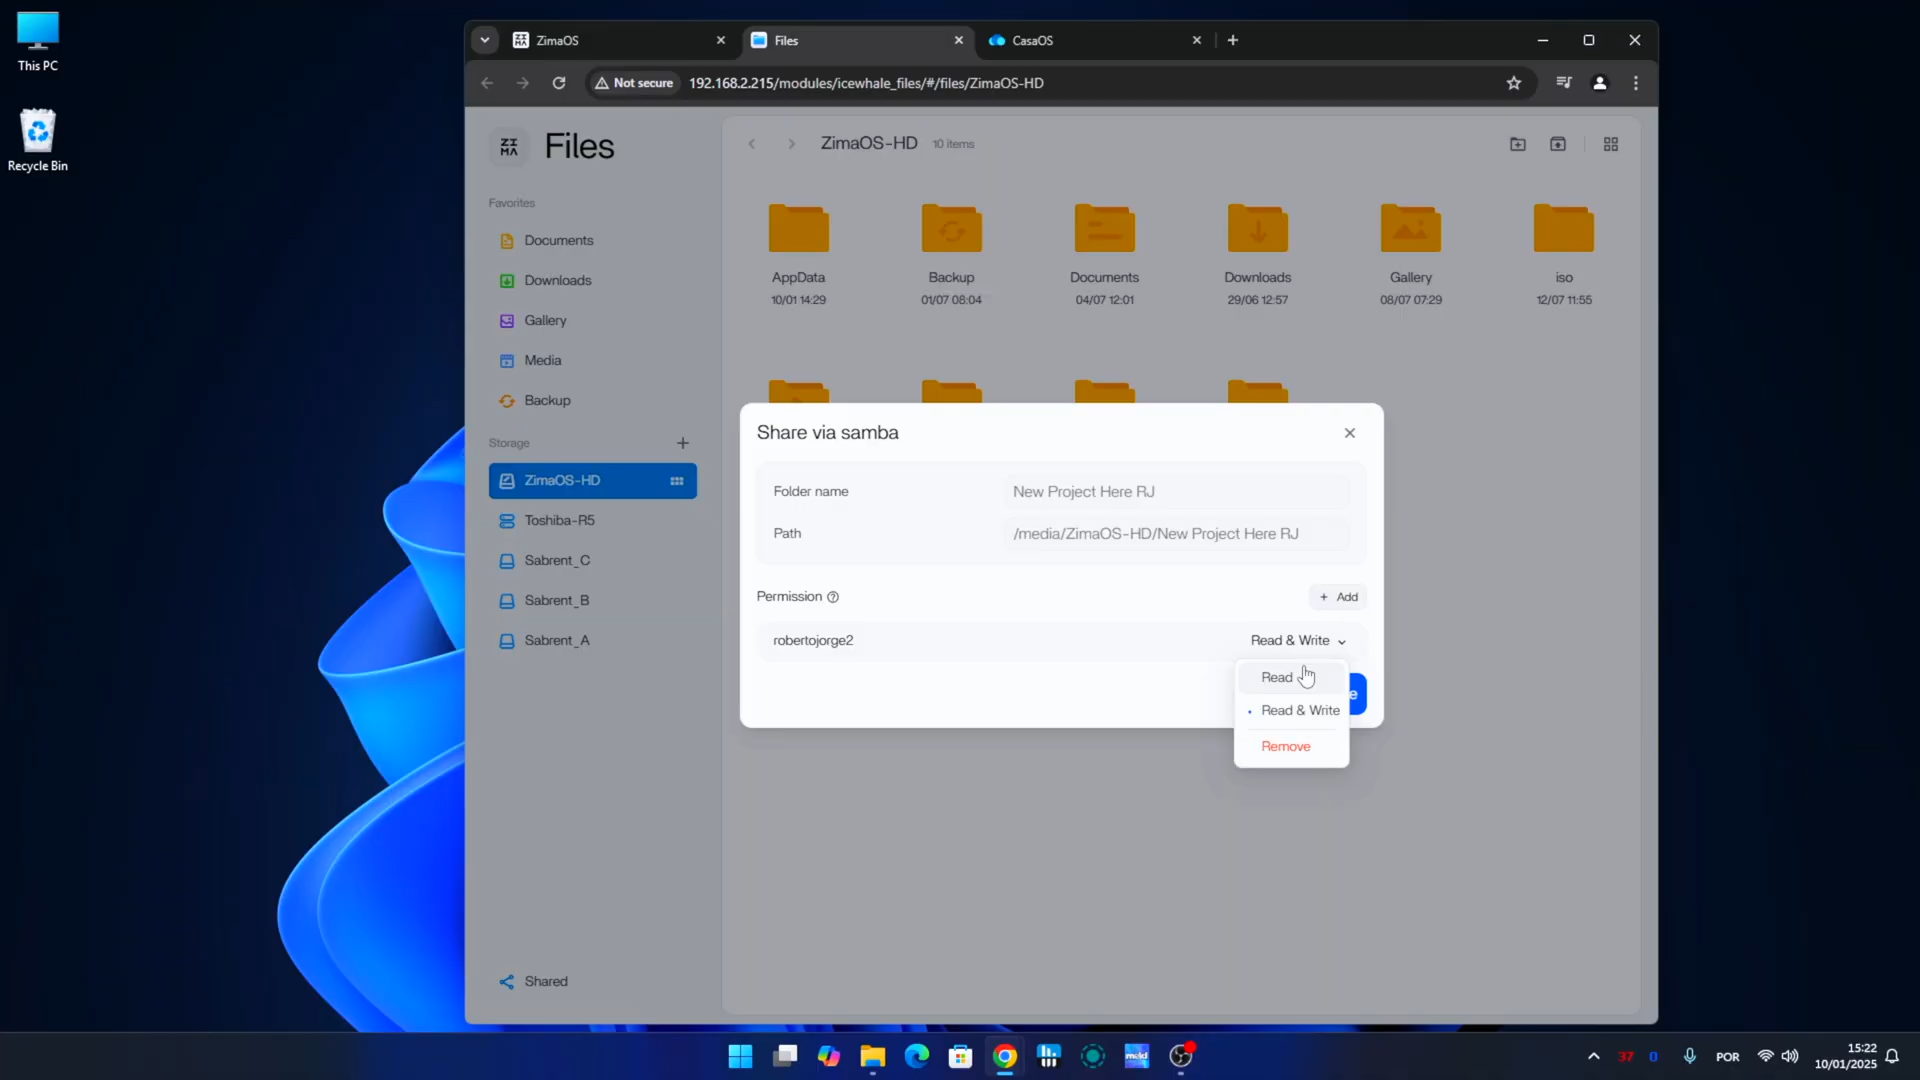 This PC
Recycle Bin
ZimaOS
Files
CasaOS
Not secure
192.168.2.215/modules/icewhale_files/#/files/ZimaOS-HD
ZI
MA
Files
Favorites
Documents
Downloads
Gallery
Media
Backup
Storage
ZimaOS-HD
Toshiba-R5
Sabrent_C
Sabrent_B
Sabrent_A
Shared
ZimaOS-HD 10 items
AppData
10/01 14:29
Backup
01/07 08:04
Documents
04/07 12:01
Downloads
29/06 12:57
Gallery
08/07 07:29
iso
12/07 11:55
Share via samba
Folder name
New Project Here RJ
Path
/media/ZimaOS-HD/New Project Here RJ
Permission
+ Add
robertojorge2
Read & Write
Read
Read & Write
Remove
e
37 0
POR
15:22
10/01/2025